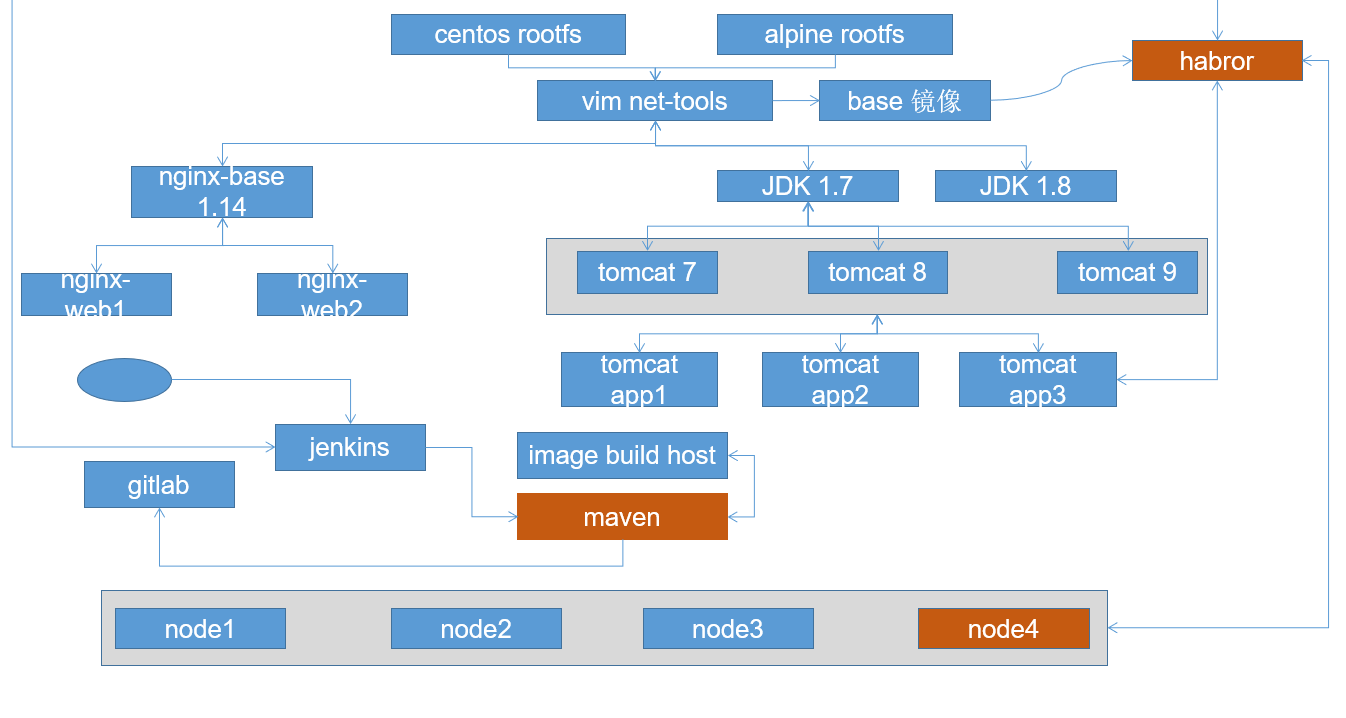 centos rootfs
alpine rootfs
habror
vim net-tools
base 镜像
nginx-base
1.14
JDK 1.7
JDK 1.8
nginx-
web1
nginx-
web2
tomcat 7
tomcat 8
tomcat 9
tomcat
app1
tomcat
app2
tomcat
app3
jenkins
image build host
gitlab
maven
node1
node2
node3
node4